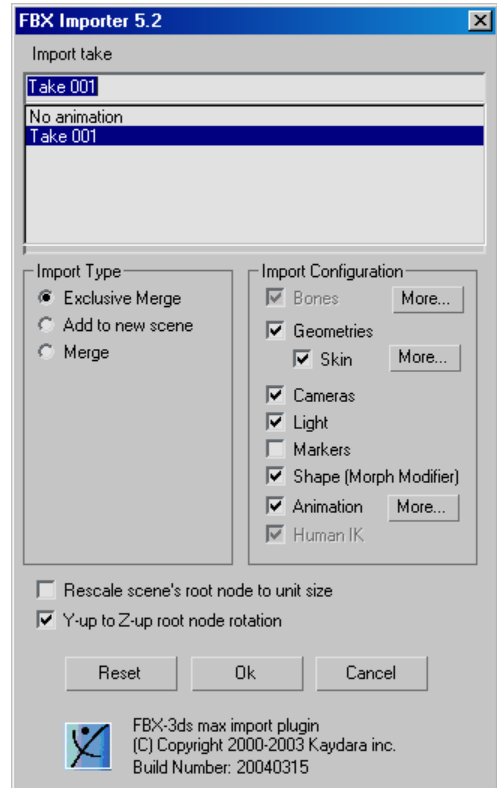 FBX Importer 5.2
Import take
Take 001
No animation
Take 001
Import Type
Exclusive Merge
Add to new scene
Merge
Import Configuration
Bones More...
Geometries
Skin More...
Cameras
Light
Markers
Shape (Morph Modifier)
Animation More...
Human IK
Rescale scene's root node to unit size
Y-up to Z-up root node rotation
Reset Ok Cancel
FBX-3ds max import plugin
(C) Copyright 2000-2003 Kaydara inc.
Build Number: 20040315